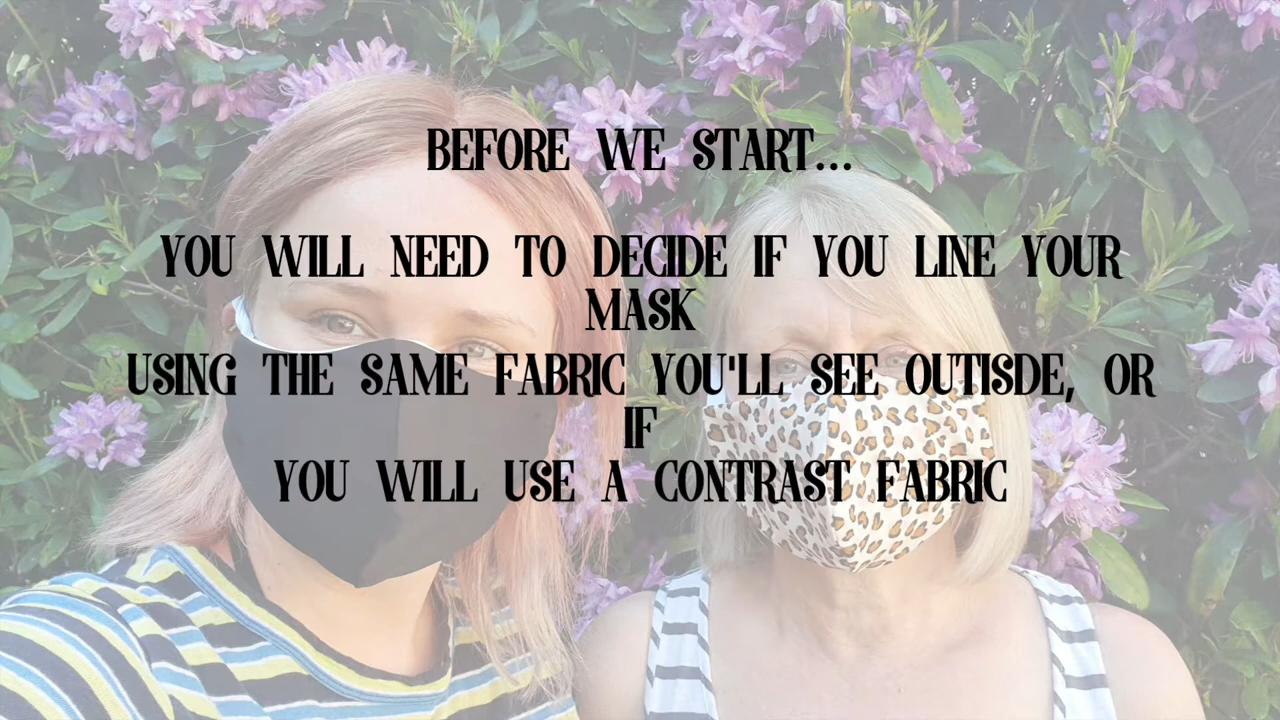 BEFORE WE START...
YOU WILL NEED TO DECIDE IF YOU LINE YOUR
MASK
USING THE SAME FABRIC YOU'LL SEE OUTISDE, OR
IF
YOU WILL USE A CONTRAST FABRIC